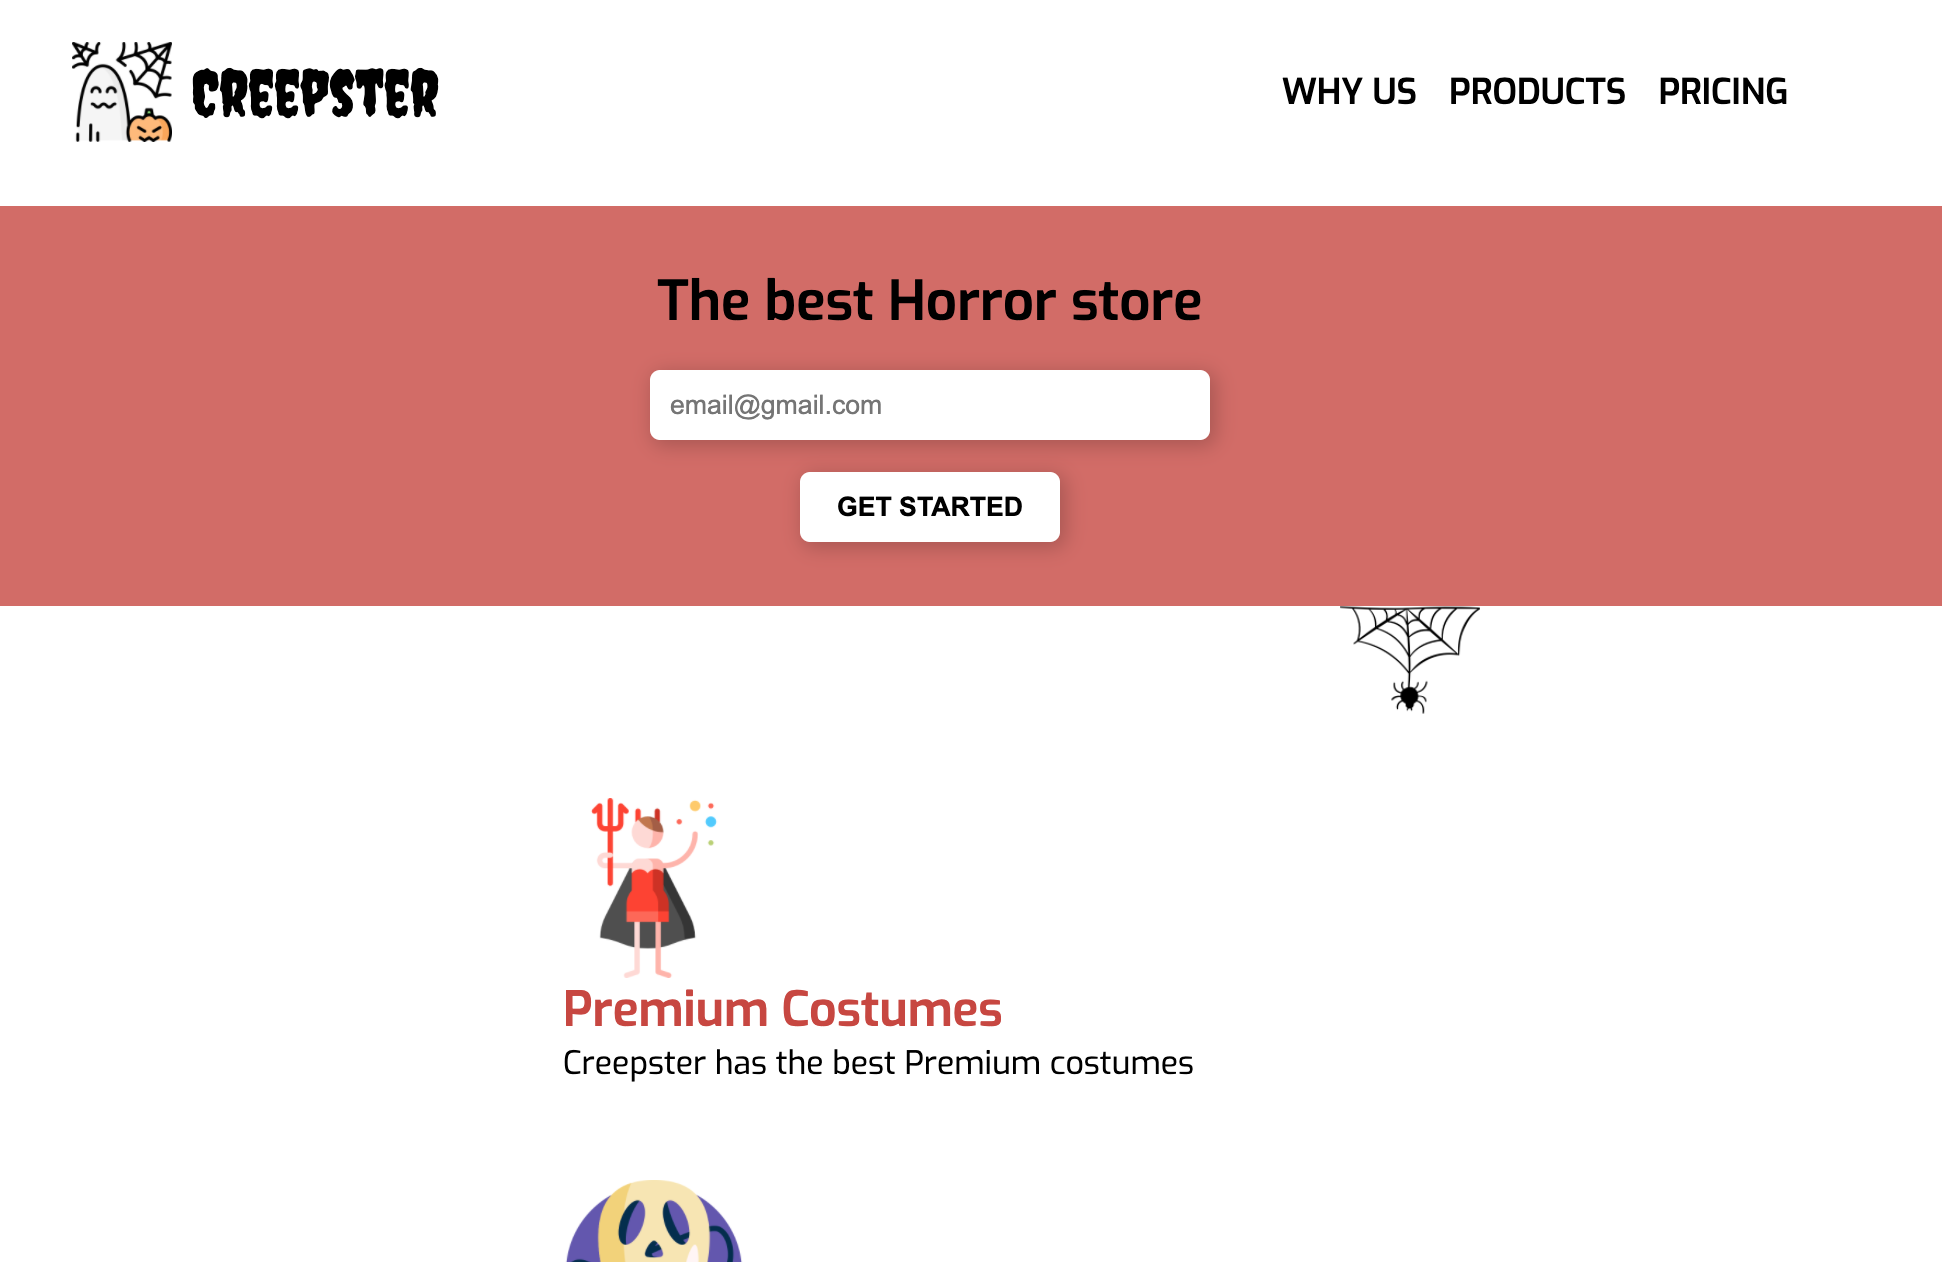 CREEPSTER
WHY US PRODUCTS PRICING
The best Horror store
email@gmail.com
GET STARTED
Premium Costumes
Creepster has the best Premium costumes